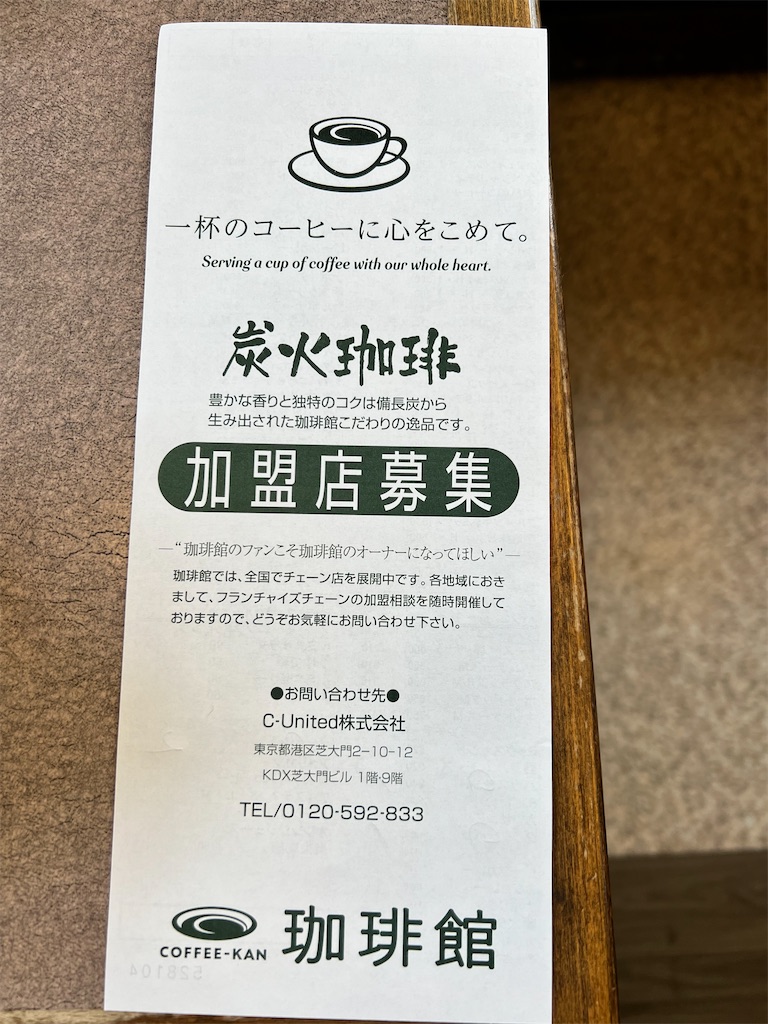 一杯のコーヒーに心をこめて。
Serving a cup of coffee with our whole heart.
炭火珈琲
豊かな香りと独特のコクは備長炭から
生み出された珈琲館こだわりの逸品です。
加盟店募集
―“珈琲館のファンこそ珈琲館のオーナーになってほしい”―
珈琲館では、全国でチェーン店を展開中です。各地域におき
まして、フランチャイズチェーンの加盟相談を随時開催して
おりますので、どうぞお気軽にお問い合わせ下さい。
●お問い合わせ先●
C-United株式会社
東京都港区芝大門2-10-12
KDX芝大門ビル 1階・9階
TEL/0120-592-833
COFFEE-KAN 珈琲館
528104